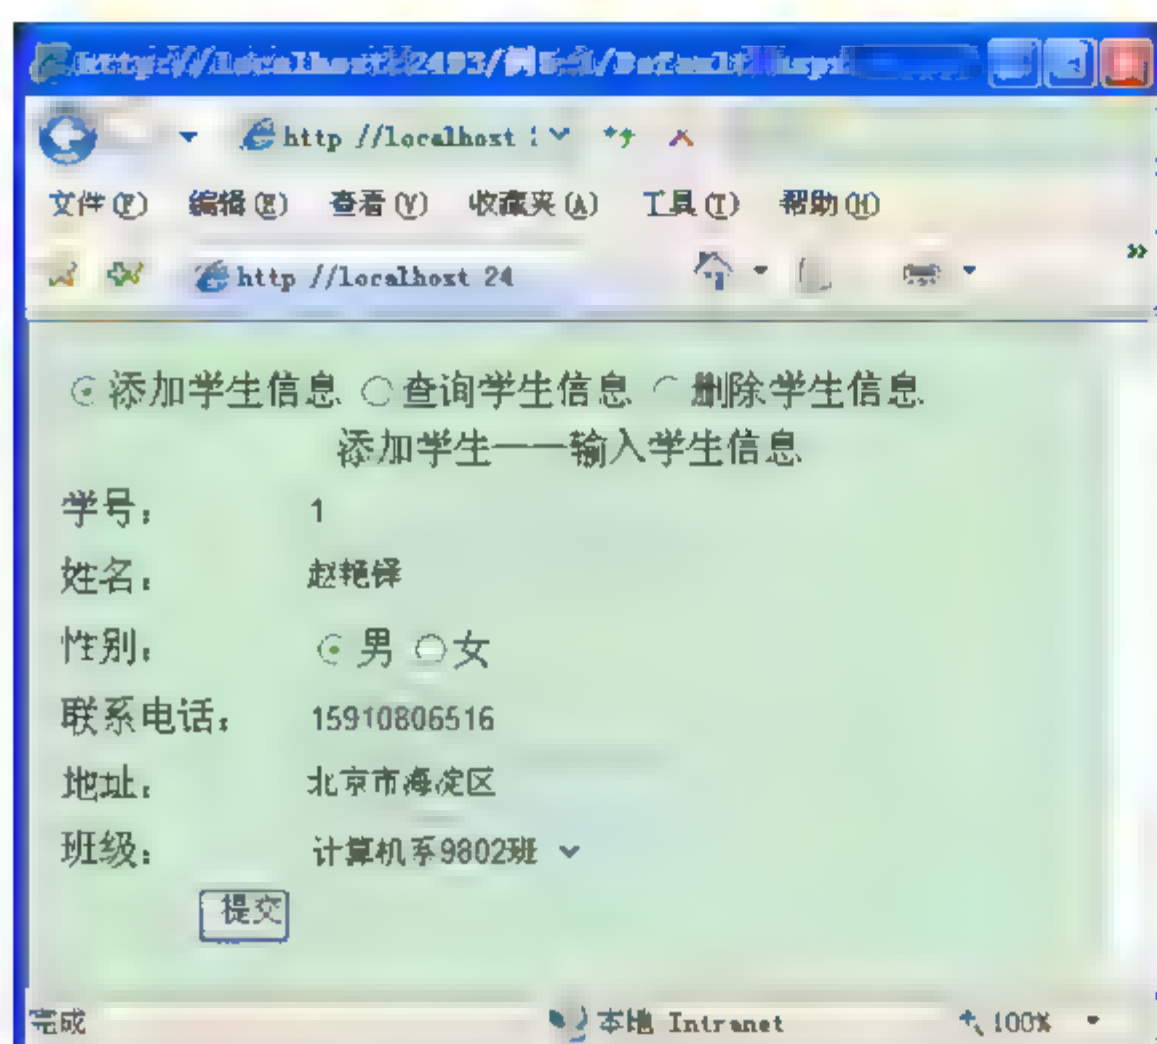 http://localhost:2493/
http //localhost :
文件(F) 编辑(E) 查看(V) 收藏夹(A) 工具(T) 帮助(H)
http //localhost 24
添加学生信息 查询学生信息 删除学生信息
添加学生——输入学生信息
学号: 1
姓名: 赵艳铎
性别: 男 女
联系电话: 15910806516
地址: 北京市海淀区
班级: 计算机系9802班
提交
完成 本地 Intranet 100%